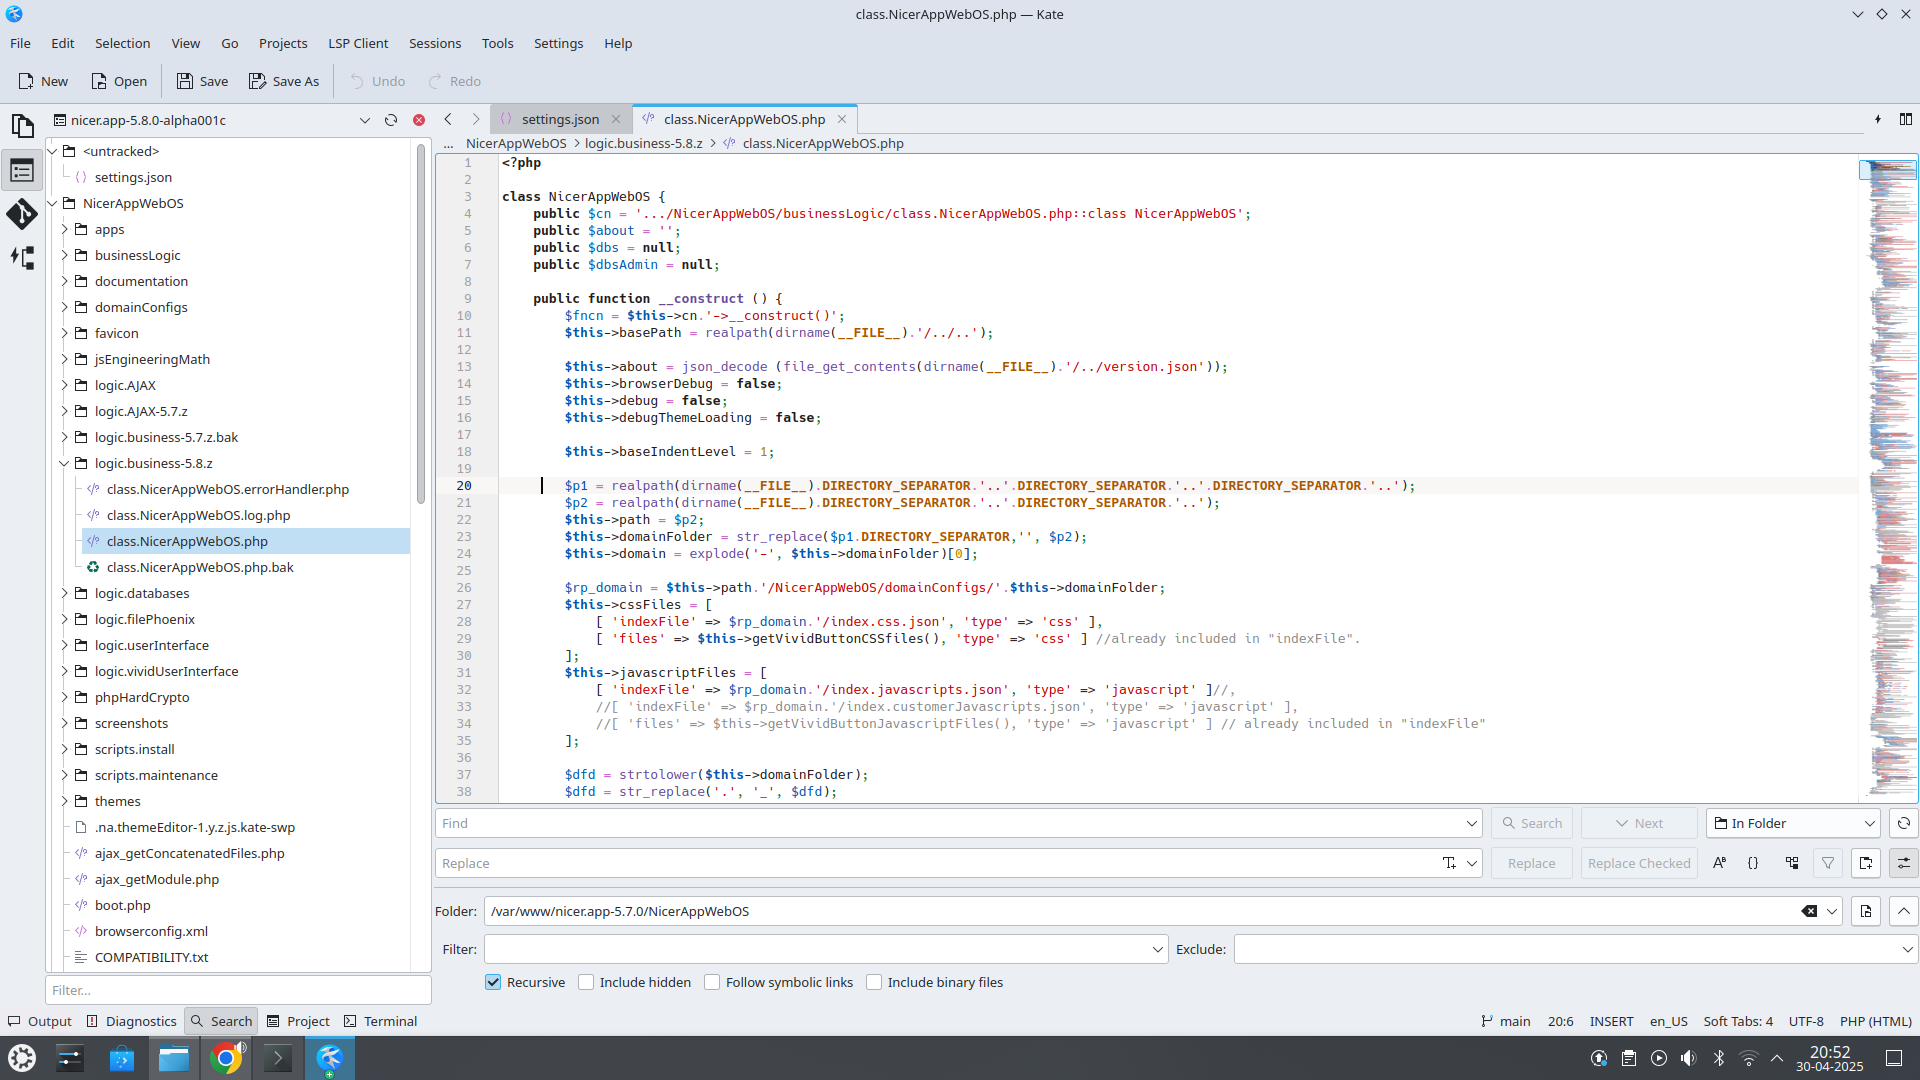 class.NicerAppWebOS.php — Kate
File Edit Selection View Go Projects LSP Client Sessions Tools Settings Help
New Open Save Save As Undo Redo
nicer.app-5.8.0-alpha001c
<untracked>
settings.json
NicerAppWebOS
apps
businessLogic
documentation
domainConfigs
favicon
jsEngineeringMath
logic.AJAX
logic.AJAX-5.7.z
logic.business-5.7.z.bak
logic.business-5.8.z
class.NicerAppWebOS.errorHandler.php
class.NicerAppWebOS.log.php
class.NicerAppWebOS.php
class.NicerAppWebOS.php.bak
logic.databases
logic.filePhoenix
logic.userInterface
logic.vividUserInterface
phpHardCrypto
screenshots
scripts.install
scripts.maintenance
themes
.na.themeEditor-1.y.z.js.kate-swp
ajax_getConcatenatedFiles.php
ajax_getModule.php
boot.php
browserconfig.xml
COMPATIBILITY.txt
Filter...
settings.json class.NicerAppWebOS.php
... NicerAppWebOS > logic.business-5.8.z > class.NicerAppWebOS.php
1 <?php
2
3 class NicerAppWebOS {
4     public $cn = '.../NicerAppWebOS/businessLogic/class.NicerAppWebOS.php::class NicerAppWebOS';
5     public $about = '';
6     public $dbs = null;
7     public $dbsAdmin = null;
8
9     public function __construct () {
10         $fncn = $this->cn.'->__construct()';
11         $this->basePath = realpath(dirname(__FILE__).'/../..');
12
13         $this->about = json_decode (file_get_contents(dirname(__FILE__).'/../version.json'));
14         $this->browserDebug = false;
15         $this->debug = false;
16         $this->debugThemeLoading = false;
17
18         $this->baseIndentLevel = 1;
19
20         $p1 = realpath(dirname(__FILE__).DIRECTORY_SEPARATOR.'..'.DIRECTORY_SEPARATOR.'..'.DIRECTORY_SEPARATOR.'..');
21         $p2 = realpath(dirname(__FILE__).DIRECTORY_SEPARATOR.'..'.DIRECTORY_SEPARATOR.'..');
22         $this->path = $p2;
23         $this->domainFolder = str_replace($p1.DIRECTORY_SEPARATOR,'', $p2);
24         $this->domain = explode('-', $this->domainFolder)[0];
25
26         $rp_domain = $this->path.'/NicerAppWebOS/domainConfigs/'.$this->domainFolder;
27         $this->cssFiles = [
28             [ 'indexFile' => $rp_domain.'/index.css.json', 'type' => 'css' ],
29             [ 'files' => $this->getVividButtonCSSfiles(), 'type' => 'css' ] //already included in "indexFile".
30         ];
31         $this->javascriptFiles = [
32             [ 'indexFile' => $rp_domain.'/index.javascripts.json', 'type' => 'javascript' ]//,
33             //[ 'indexFile' => $rp_domain.'/index.customerJavascripts.json', 'type' => 'javascript' ],
34             //[ 'files' => $this->getVividButtonJavascriptFiles(), 'type' => 'javascript' ] // already included in "indexFile"
35         ];
36
37         $dfd = strtolower($this->domainFolder);
38         $dfd = str_replace('.', '_', $dfd);
Find Search Next In Folder
Replace Replace Replace Checked
Folder: /var/www/nicer.app-5.7.0/NicerAppWebOS
Filter: Exclude:
Recursive Include hidden Follow symbolic links Include binary files
Output Diagnostics Search Project Terminal main 20:6 INSERT en_US Soft Tabs: 4 UTF-8 PHP (HTML)
20:52
30-04-2025